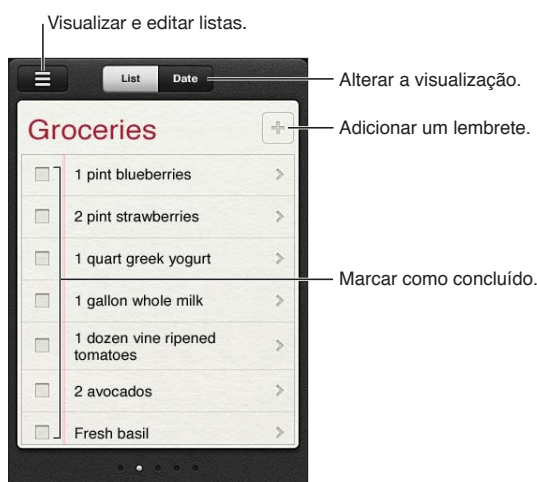 Visualizar e editar listas.
List Date
Alterar a visualização.
Groceries
Adicionar um lembrete.
1 pint blueberries
2 pint strawberries
1 quart greek yogurt
Marcar como concluído.
1 gallon whole milk
1 dozen vine ripened
tomatoes
2 avocados
Fresh basil